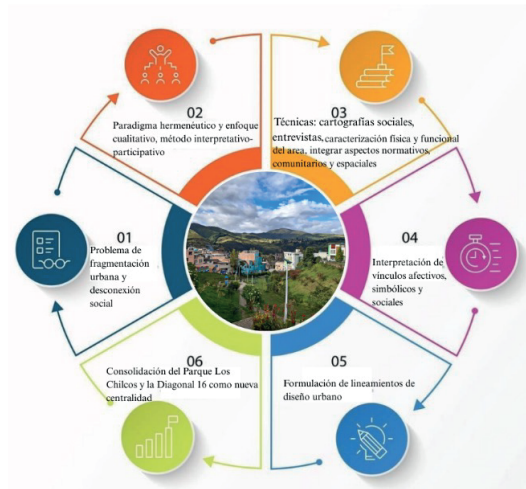 01
Problema de
fragmentación
urbana y
desconexión
social
02
Paradigma hermenéutico y enfoque
cualitativo, método interpretativo-
participativo
03
Técnicas: cartografías sociales,
entrevistas, caracterización física y funcional
del area, integrar aspectos normativos,
comunitarios y espaciales
04
Interpretación de
vínculos afectivos,
simbólicos y
sociales
05
Formulación de lineamientos de
diseño urbano
06
Consolidación del Parque Los
Chilcos y la Diagonal 16 como nueva
centralidad